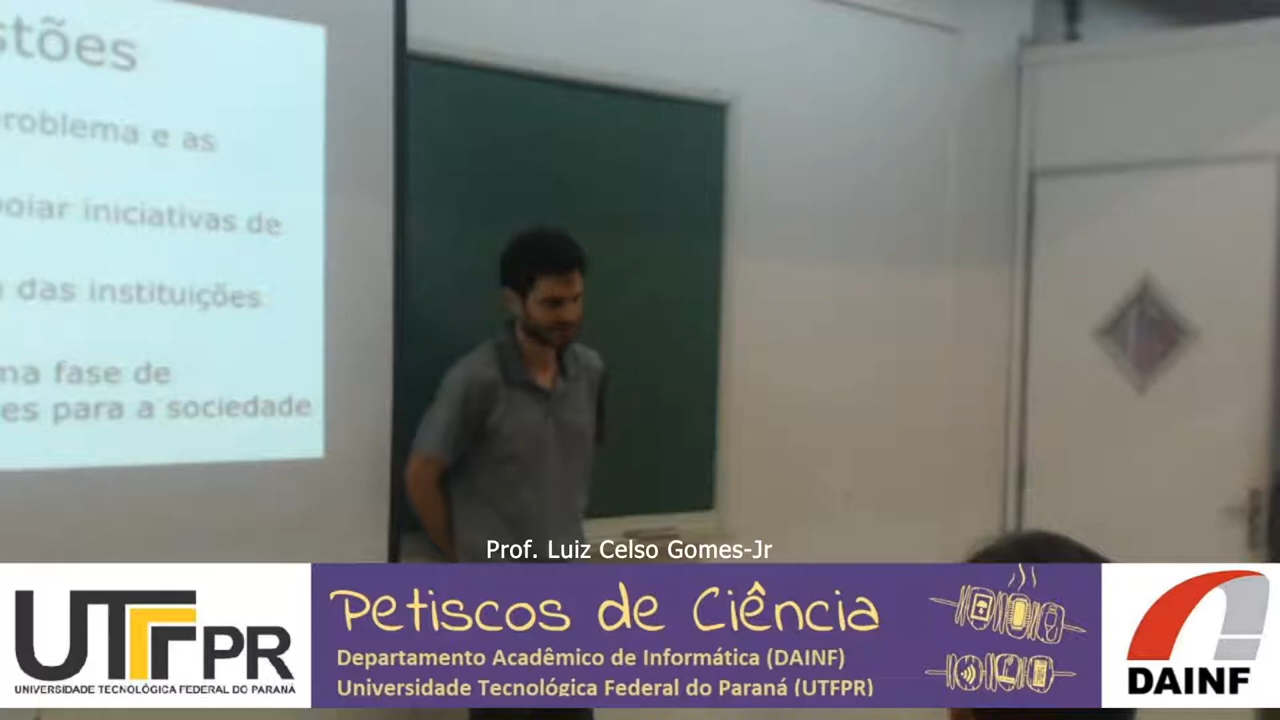 stões
roblema e as
oiar iniciativas de
das instituições
ma fase de
es para a sociedade
Prof. Luiz Celso Gomes-Jr
UTFPR
UNIVERSIDADE TECNOLÓGICA FEDERAL DO PARANÁ
Petiscos de Ciência
Departamento Acadêmico de Informática (DAINF)
Universidade Tecnológica Federal do Paraná (UTFPR)
DAINF